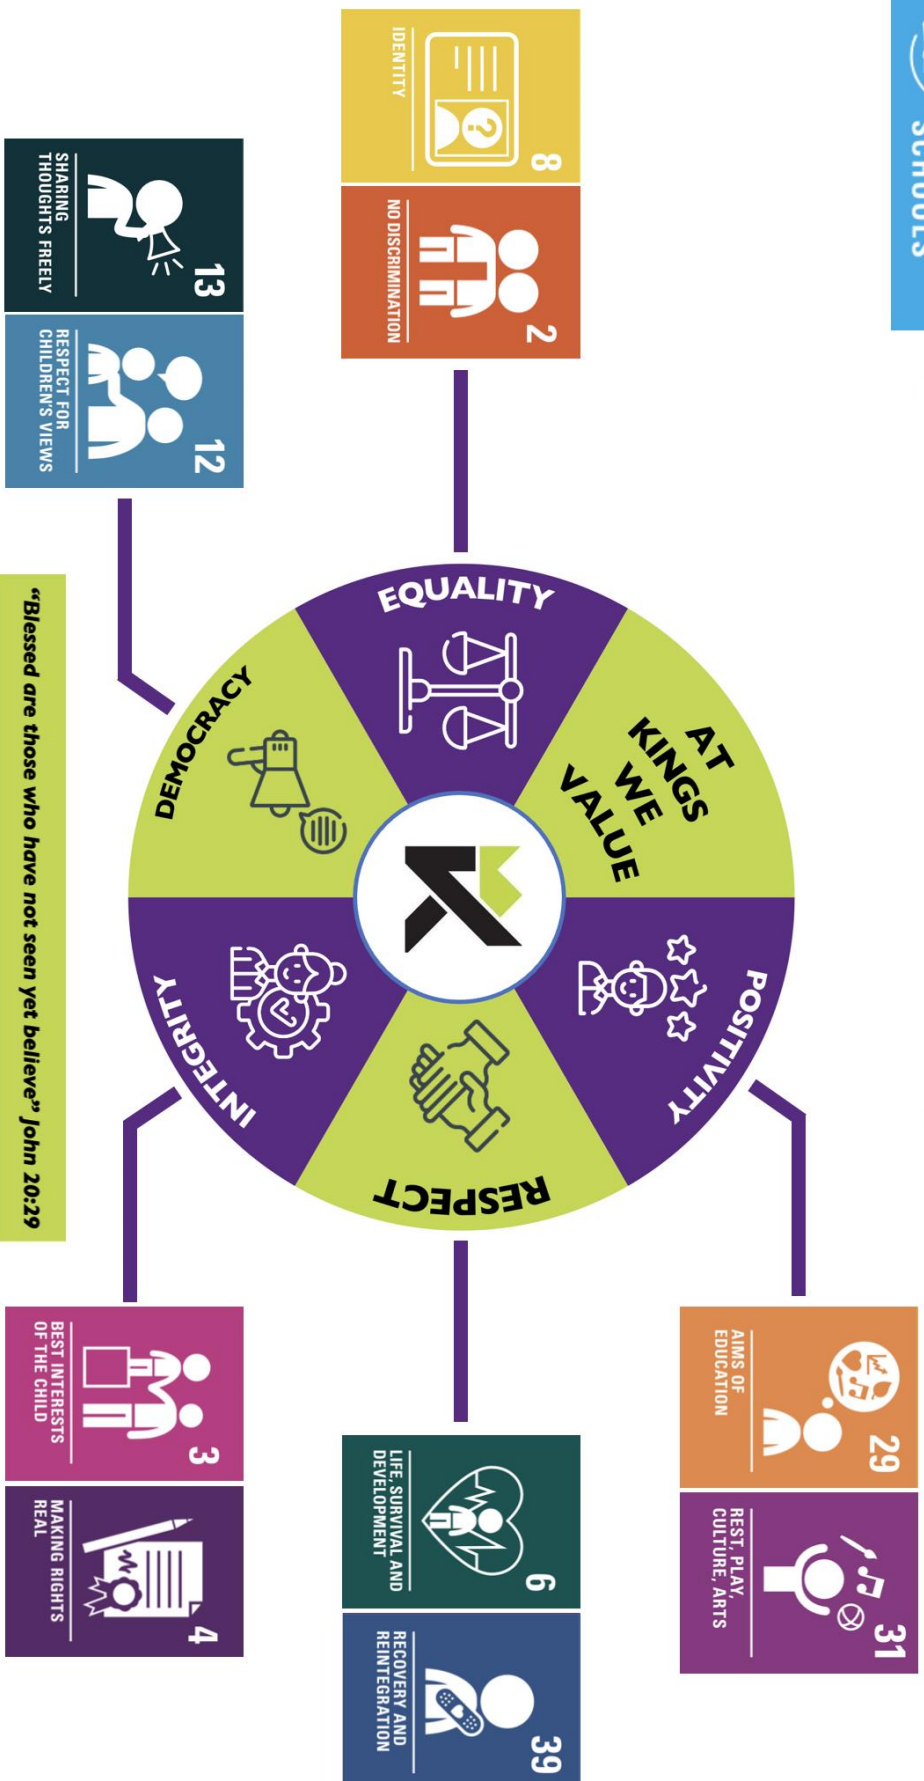 SCHOOLS
8
IDENTITY
2
NO DISCRIMINATION
13
SHARING
THOUGHTS FREELY
12
RESPECT FOR
CHILDREN'S VIEWS
AT
KINGS
WE
VALUE
POSITIVITY
RESPECT
INTEGRITY
DEMOCRACY
EQUALITY
29
AIMS OF
EDUCATION
31
REST, PLAY,
CULTURE, ARTS
6
LIFE, SURVIVAL AND
DEVELOPMENT
39
RECOVERY AND
REINTEGRATION
3
BEST INTERESTS
OF THE CHILD
4
MAKING RIGHTS
REAL
“Blessed are those who have not seen yet believe” John 20:29